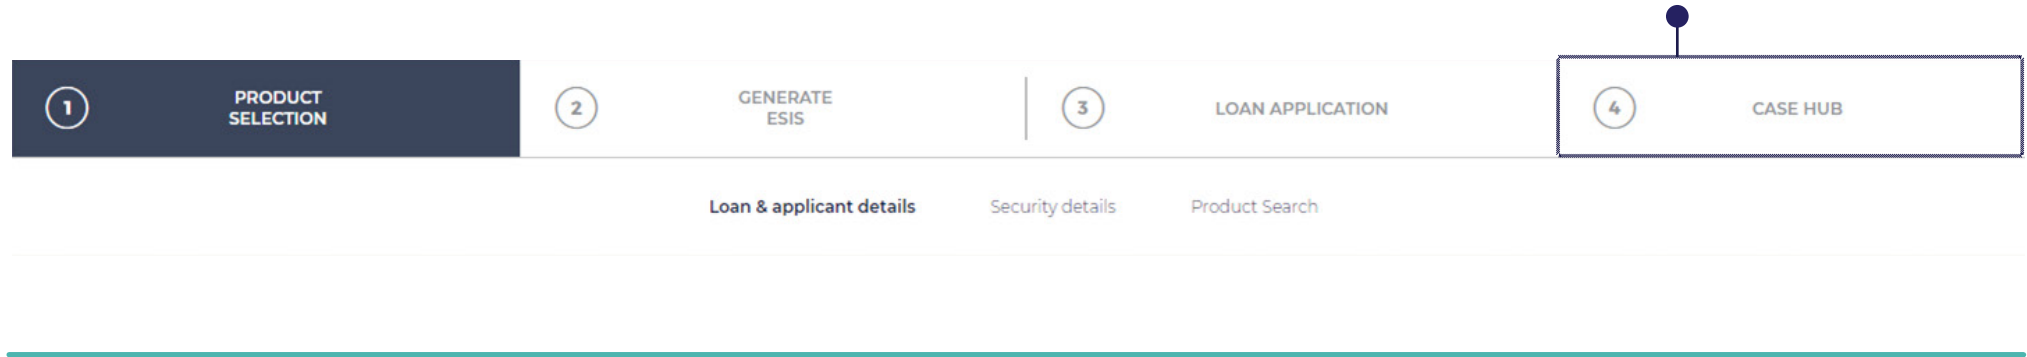 1
PRODUCT
SELECTION
2
GENERATE
ESIS
3
LOAN APPLICATION
4
CASE HUB
Loan & applicant details
Security details
Product Search